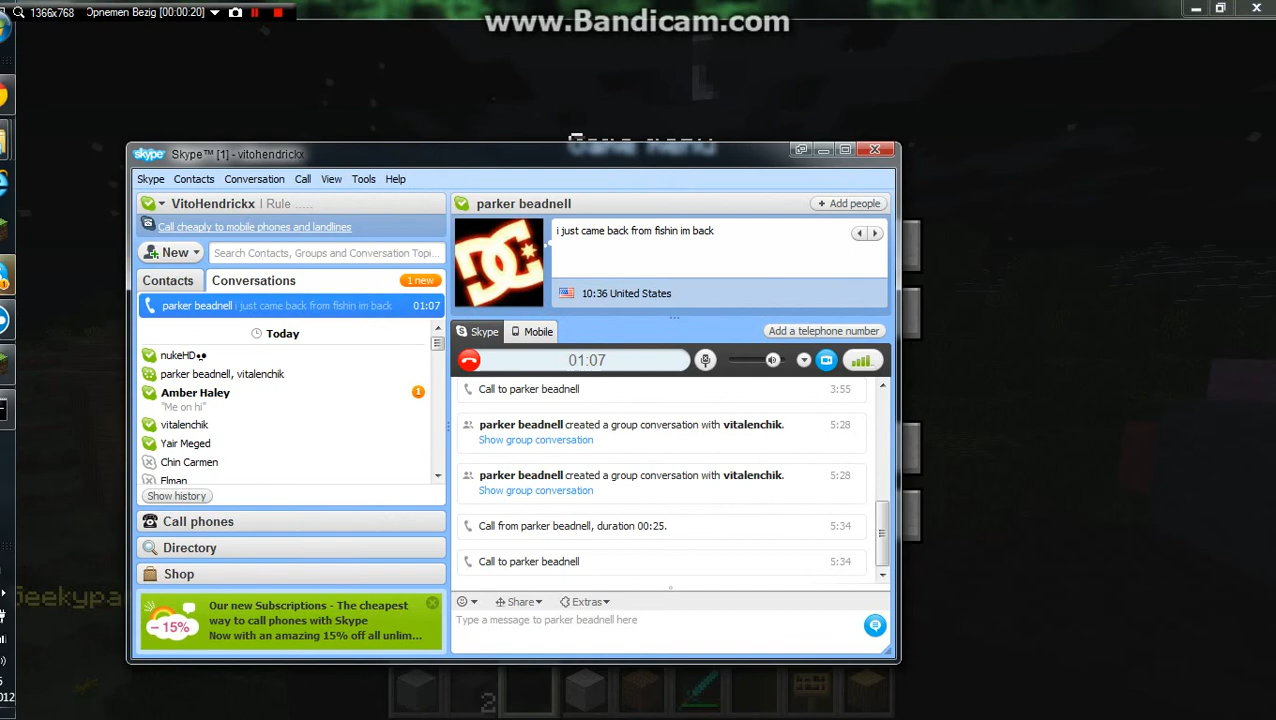 1366x768 Opnemen Bezig [00:00:20]
www.Bandicam.com
Game menu
Skype™ [1] - vitohendrickx
Skype Contacts Conversation Call View Tools Help
VitoHendrickx I Rule .....
Call cheaply to mobile phones and landlines
New Search Contacts, Groups and Conversation Topi...
Contacts Conversations 1 new
parker beadnell i just came back from fishin im back 01:07
Today
nukeHD
parker beadnell, vitalenchik
Amber Haley 1
"Me on hi"
vitalenchik
Yair Meged
Chin Carmen
Elman
Show history
Call phones
Directory
Shop
- 15%
Our new Subscriptions - The cheapest
way to call phones with Skype
Now with an amazing 15% off all unlim...
parker beadnell + Add people
i just came back from fishin im back
10:36 United States
Skype Mobile Add a telephone number
01:07
Call to parker beadnell 3:55
parker beadnell created a group conversation with vitalenchik. 5:28
Show group conversation
parker beadnell created a group conversation with vitalenchik. 5:28
Show group conversation
Call from parker beadnell, duration 00:25. 5:34
Call to parker beadnell 5:34
Share Extras
Type a message to parker beadnell here
2